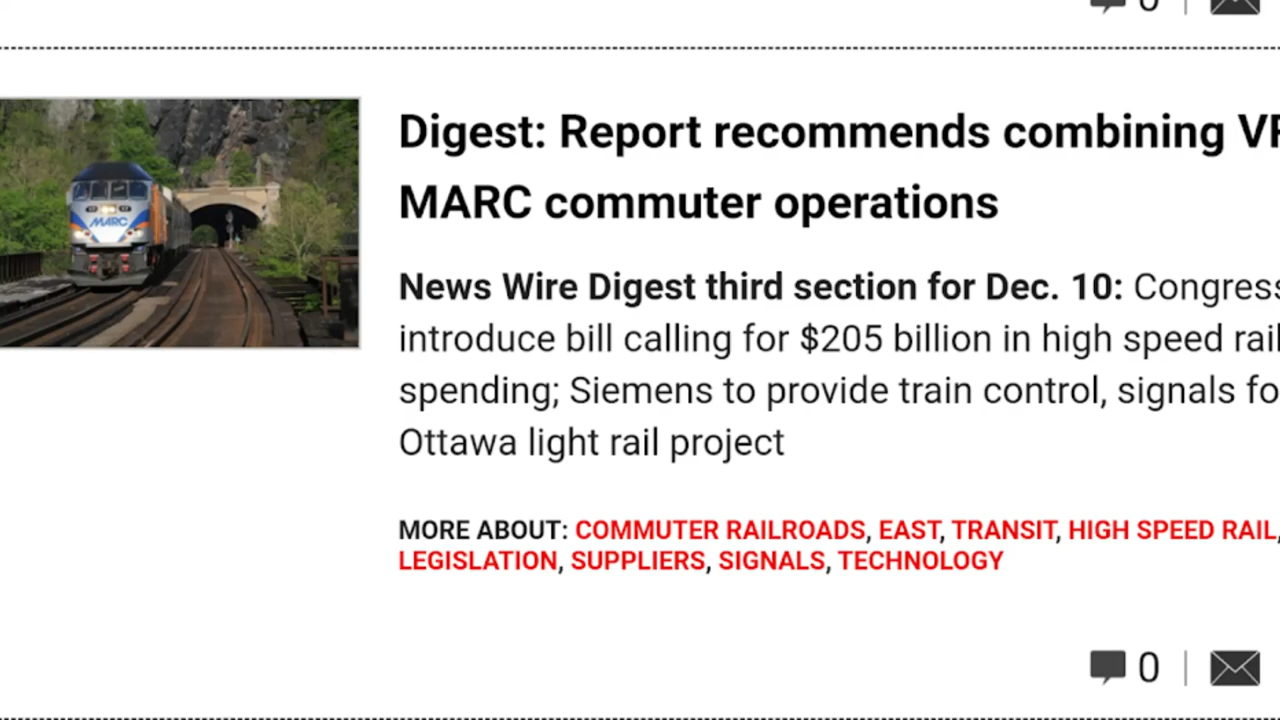 0
Digest: Report recommends combining
MARC commuter operations
MARC
News Wire Digest third section for Dec. 10: Congress
introduce bill calling for $205 billion in high speed rail
spending; Siemens to provide train control, signals fo
Ottawa light rail project
MORE ABOUT: COMMUTER RAILROADS, EAST, TRANSIT, HIGH SPEED RAIL,
LEGISLATION, SUPPLIERS, SIGNALS, TECHNOLOGY
0